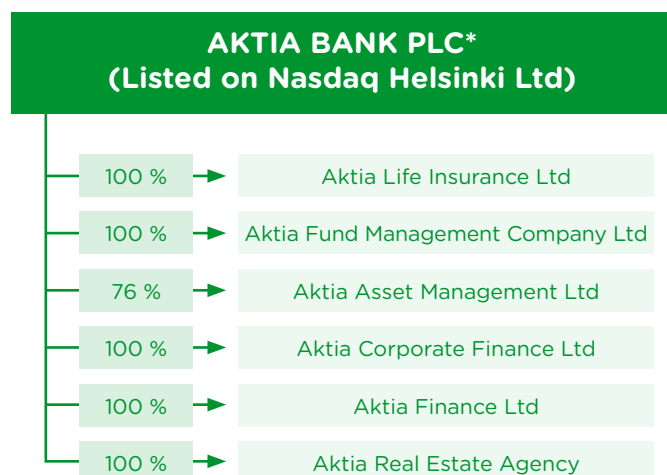 AKTIA BANK PLC*
(Listed on Nasdaq Helsinki Ltd)
100 % Aktia Life Insurance Ltd
100 % Aktia Fund Management Company Ltd
76 % Aktia Asset Management Ltd
100 % Aktia Corporate Finance Ltd
100 % Aktia Finance Ltd
100 % Aktia Real Estate Agency